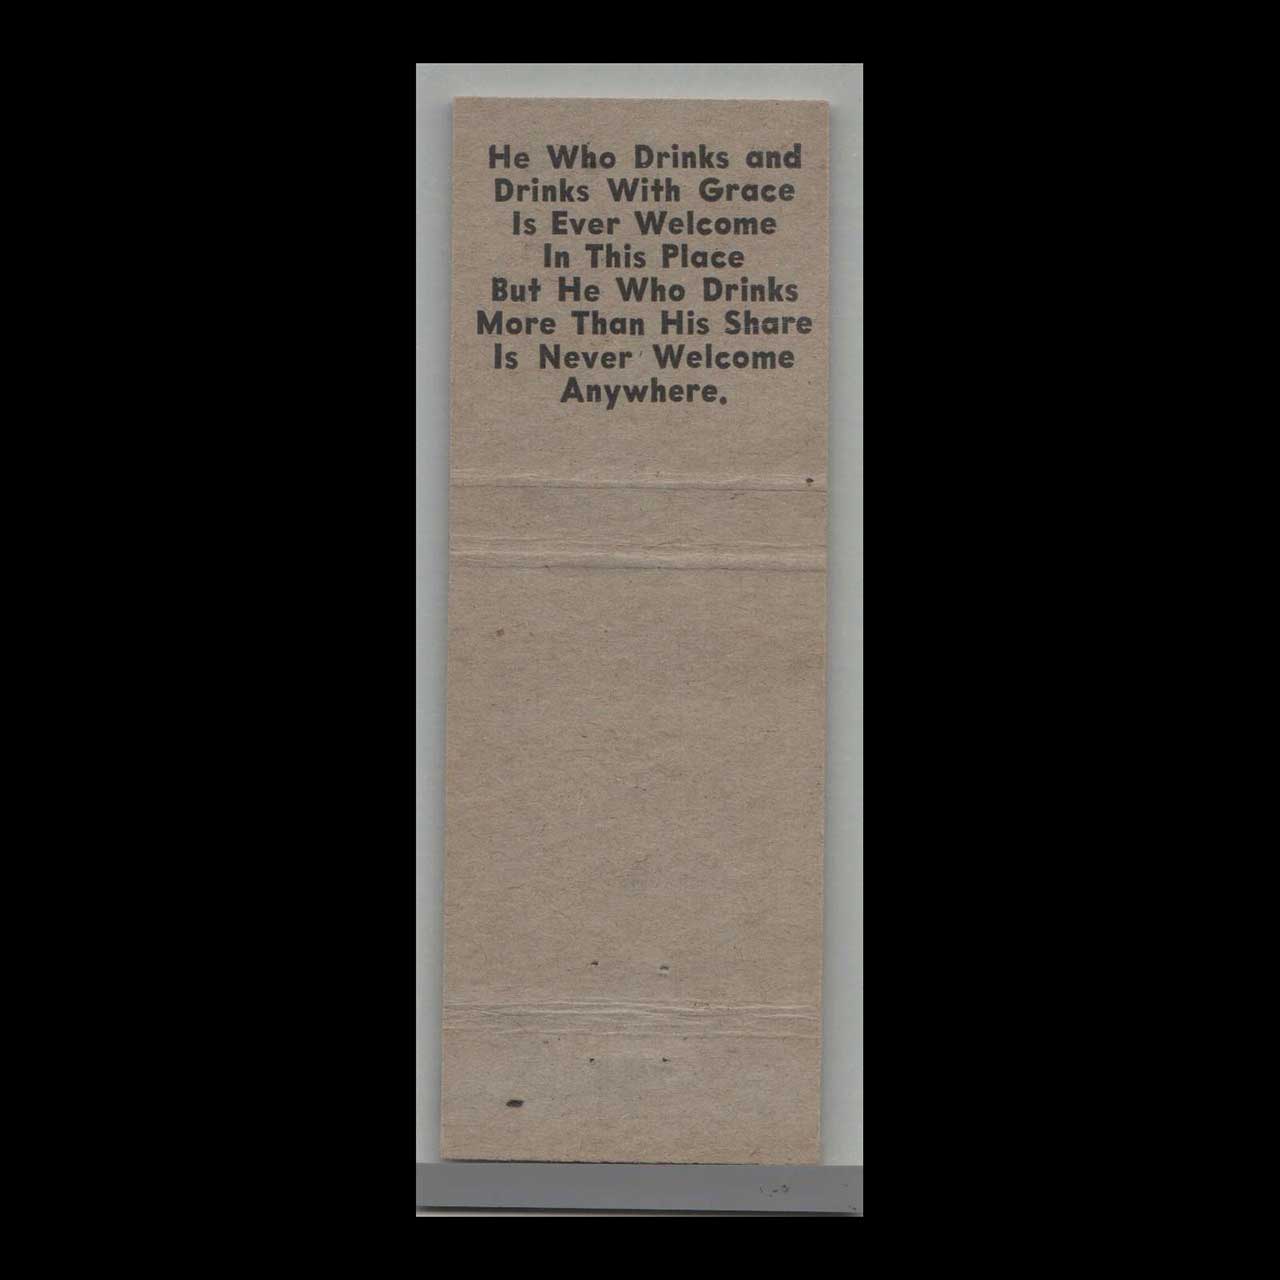 He Who Drinks and
Drinks With Grace
Is Ever Welcome
In This Place
But He Who Drinks
More Than His Share
Is Never Welcome
Anywhere.